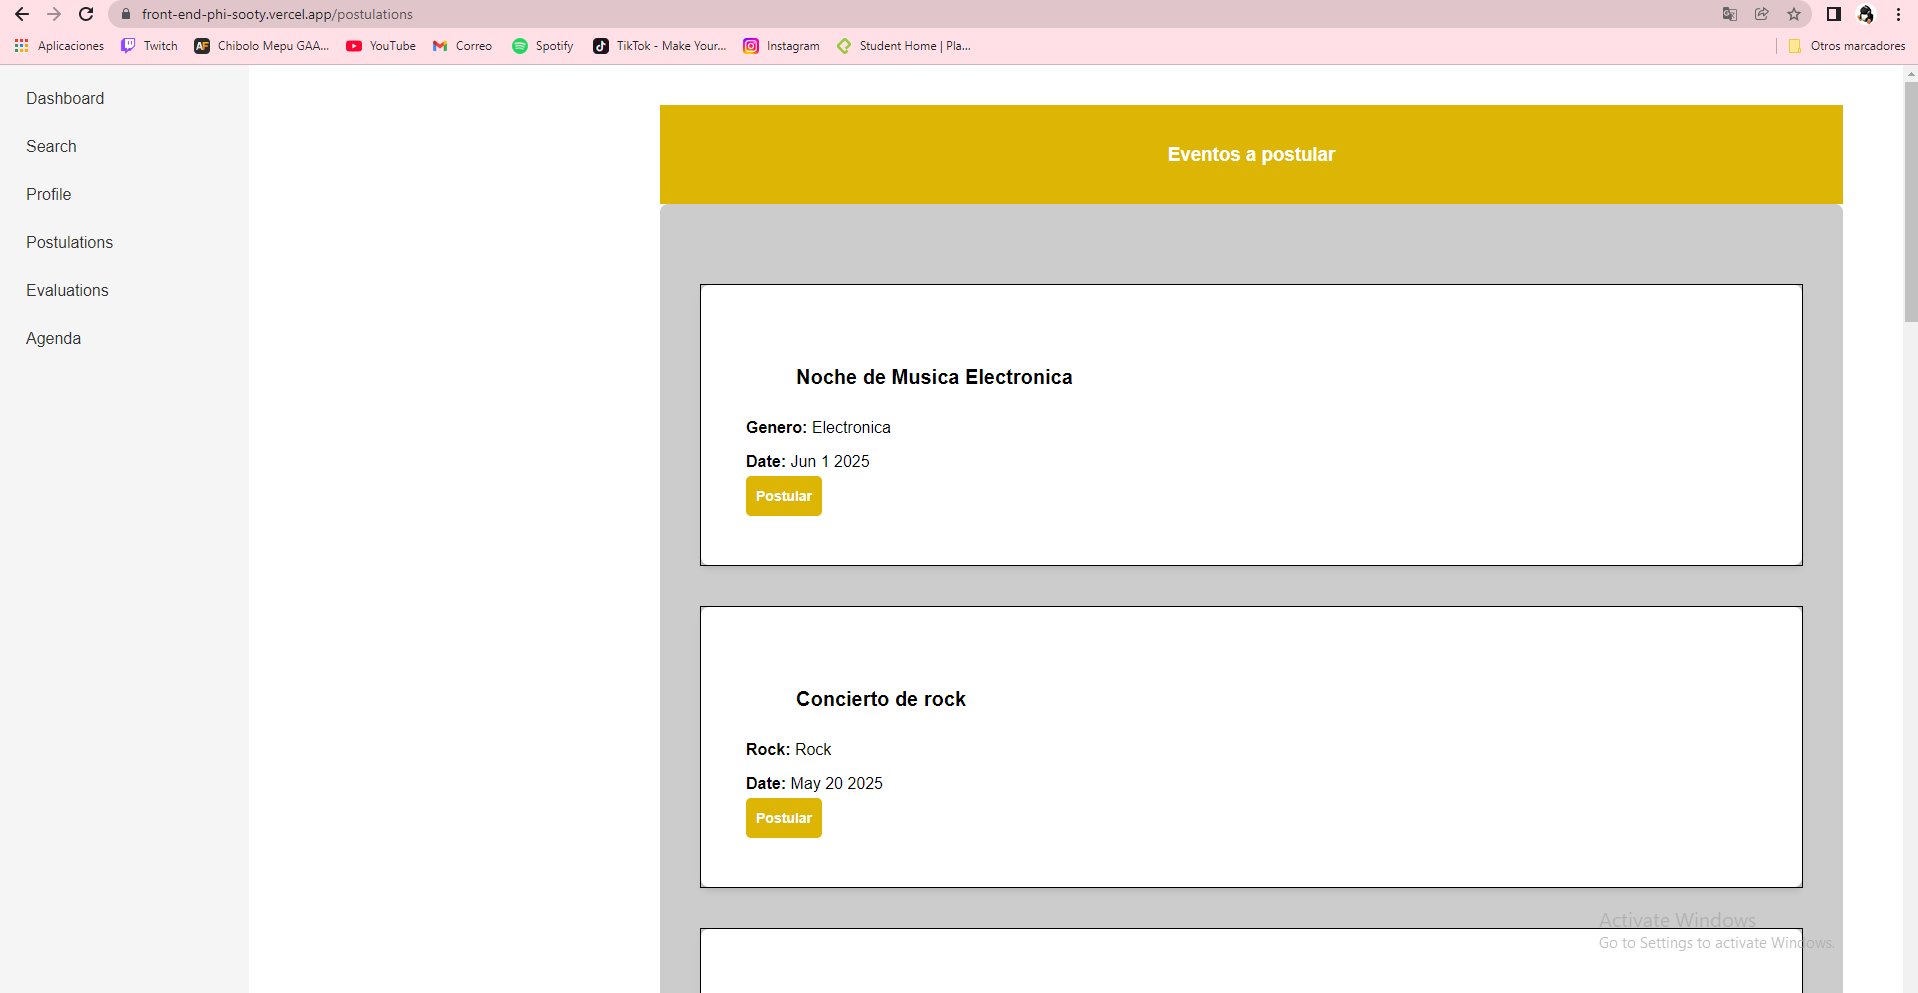 front-end-phi-sooty.vercel.app/postulations
Aplicaciones Twitch Chibolo Mepu GAA... YouTube Correo Spotify TikTok - Make Your... Instagram Student Home | Pla... Otros marcadores
Dashboard
Search
Profile
Postulations
Evaluations
Agenda
Eventos a postular
Noche de Musica Electronica
Genero: Electronica
Date: Jun 1 2025
Postular
Concierto de rock
Rock: Rock
Date: May 20 2025
Postular
Activate Windows
Go to Settings to activate Windows.